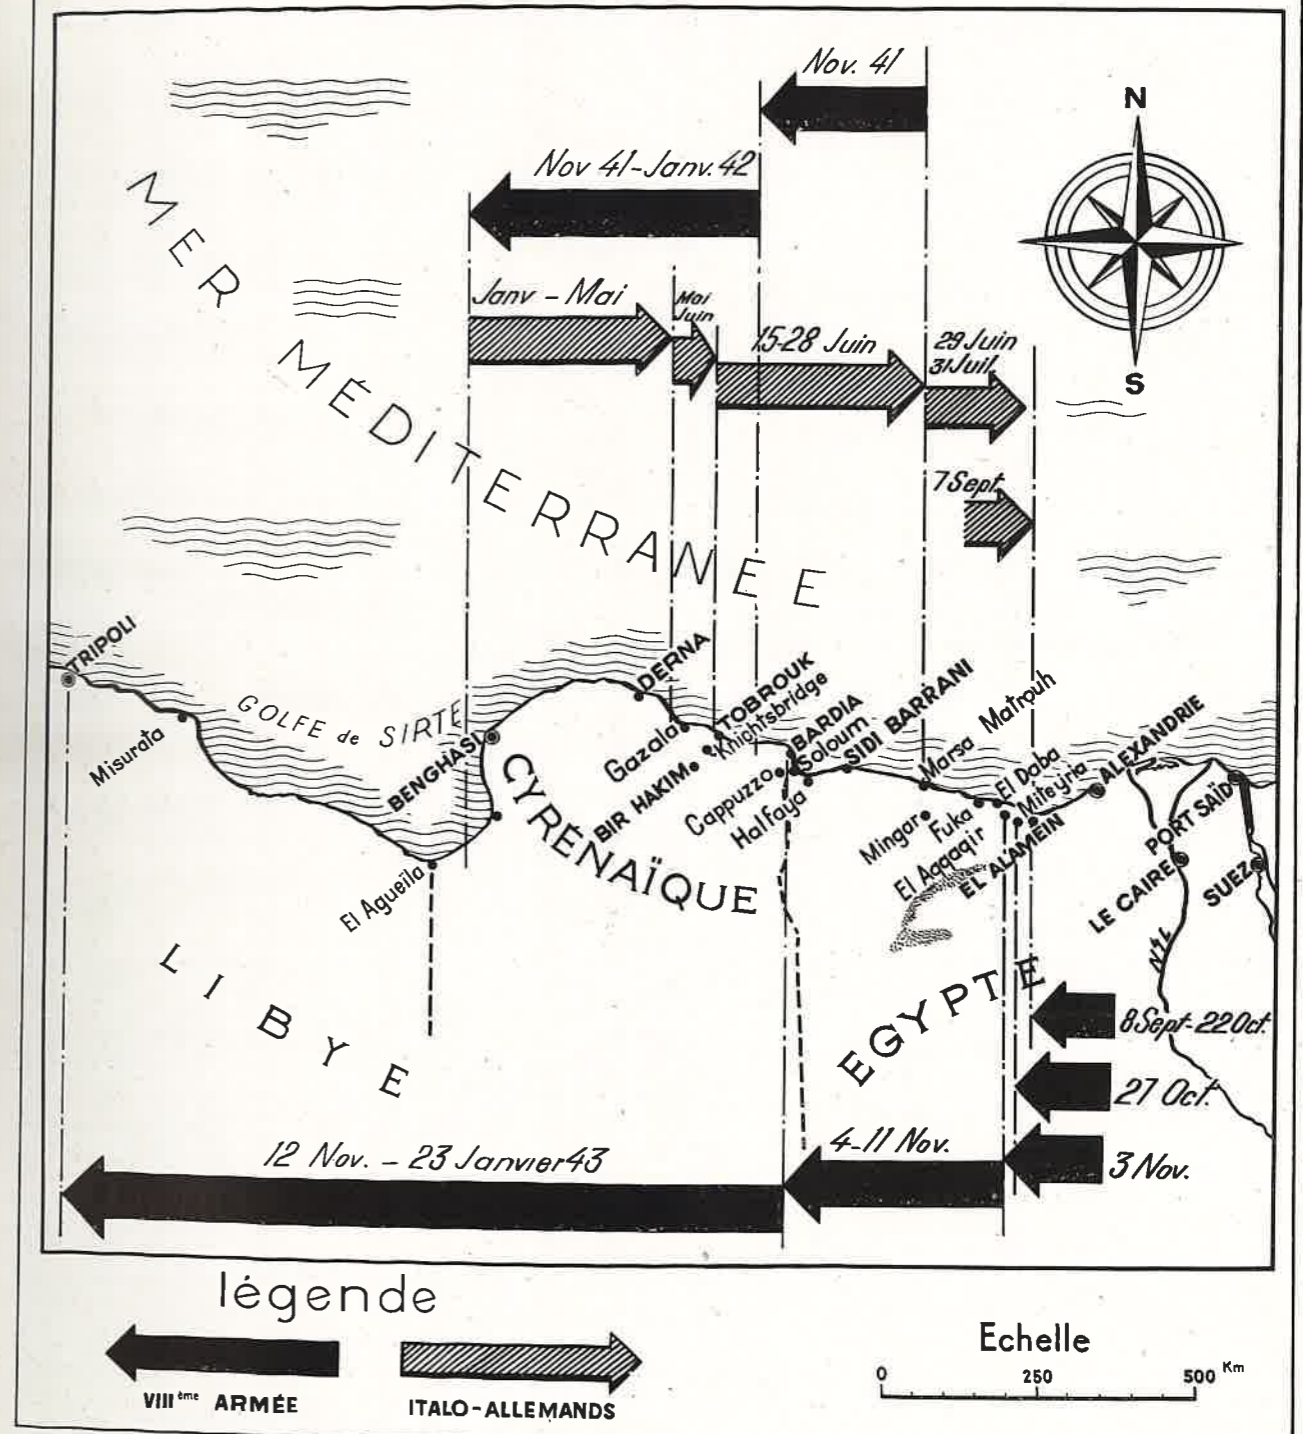 Nov. 41
N
Nov 41-Janv. 42
MER MÉDITERRANÉE
Janv - Mai
Mai
Juin
15-28 Juin
29 Juin
31 Juil.
S
7 Sept.
TRIPOLI
Misurata
GOLFE de SIRTE
BENGHASI
El Agueïla
CYRÉNAÏQUE
DERNA
Gazala
TOBROUK
Knichtsbridge
BIR HAKIM
BARDIA
Soloum
Cappuzzo
Halfaya
SIDI BARRANI
Marsa Matrouh
Mingar
Fuka
El Daba
El Aqqaqir
Miteyria
EL ALAMEIN
ALEXANDRIE
PORT SAÏD
LE CAIRE
SUEZ
NIL
LIBYE
EGYPTE
8 Sept-22 Oct.
27 Oct.
3 Nov.
4-11 Nov.
12 Nov. - 23 Janvier 43
légende
VIIIème ARMÉE
ITALO-ALLEMANDS
Echelle
0 250 500 Km